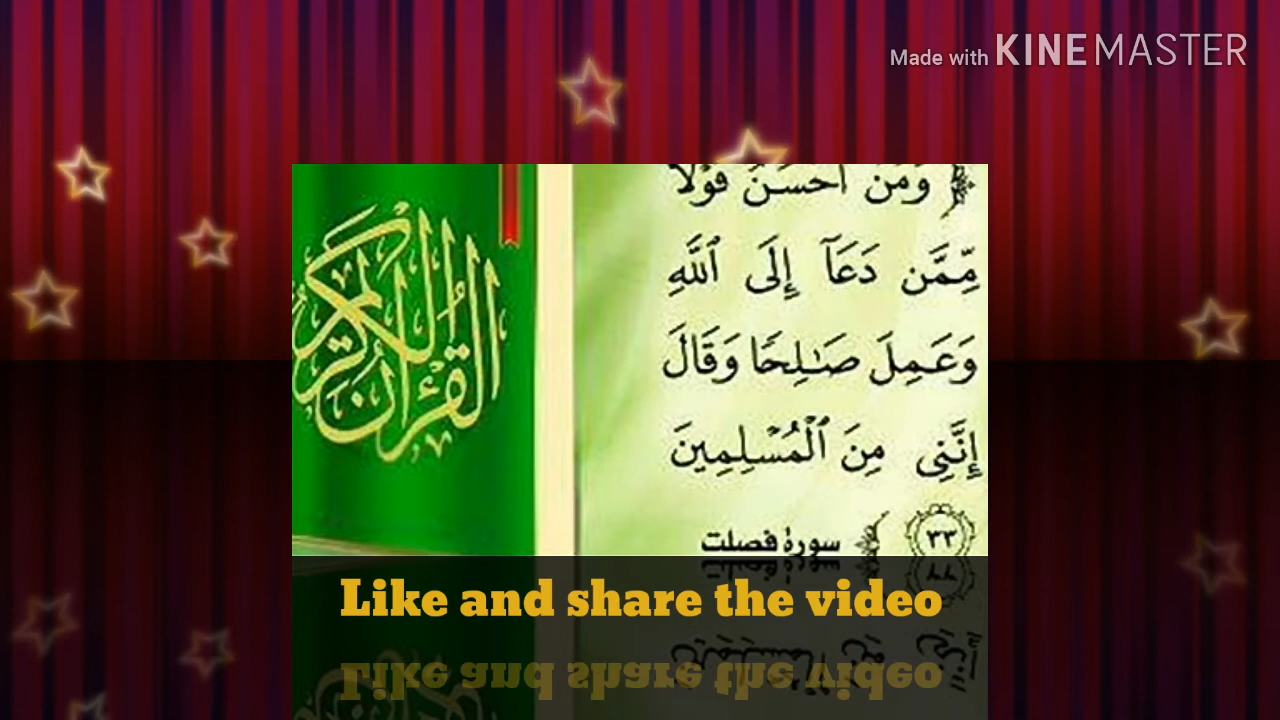 Made with KINEMASTER
القرآن الكريم
وَمَنْ أَحْسَنُ قَوْلًا
مِّمَّن دَعَآ إِلَى ٱللَّهِ
وَعَمِلَ صَـٰلِحًا وَقَالَ
إِنَّنِى مِنَ ٱلْمُسْلِمِينَ
٣٣ سورة فصلت
Like and share the video